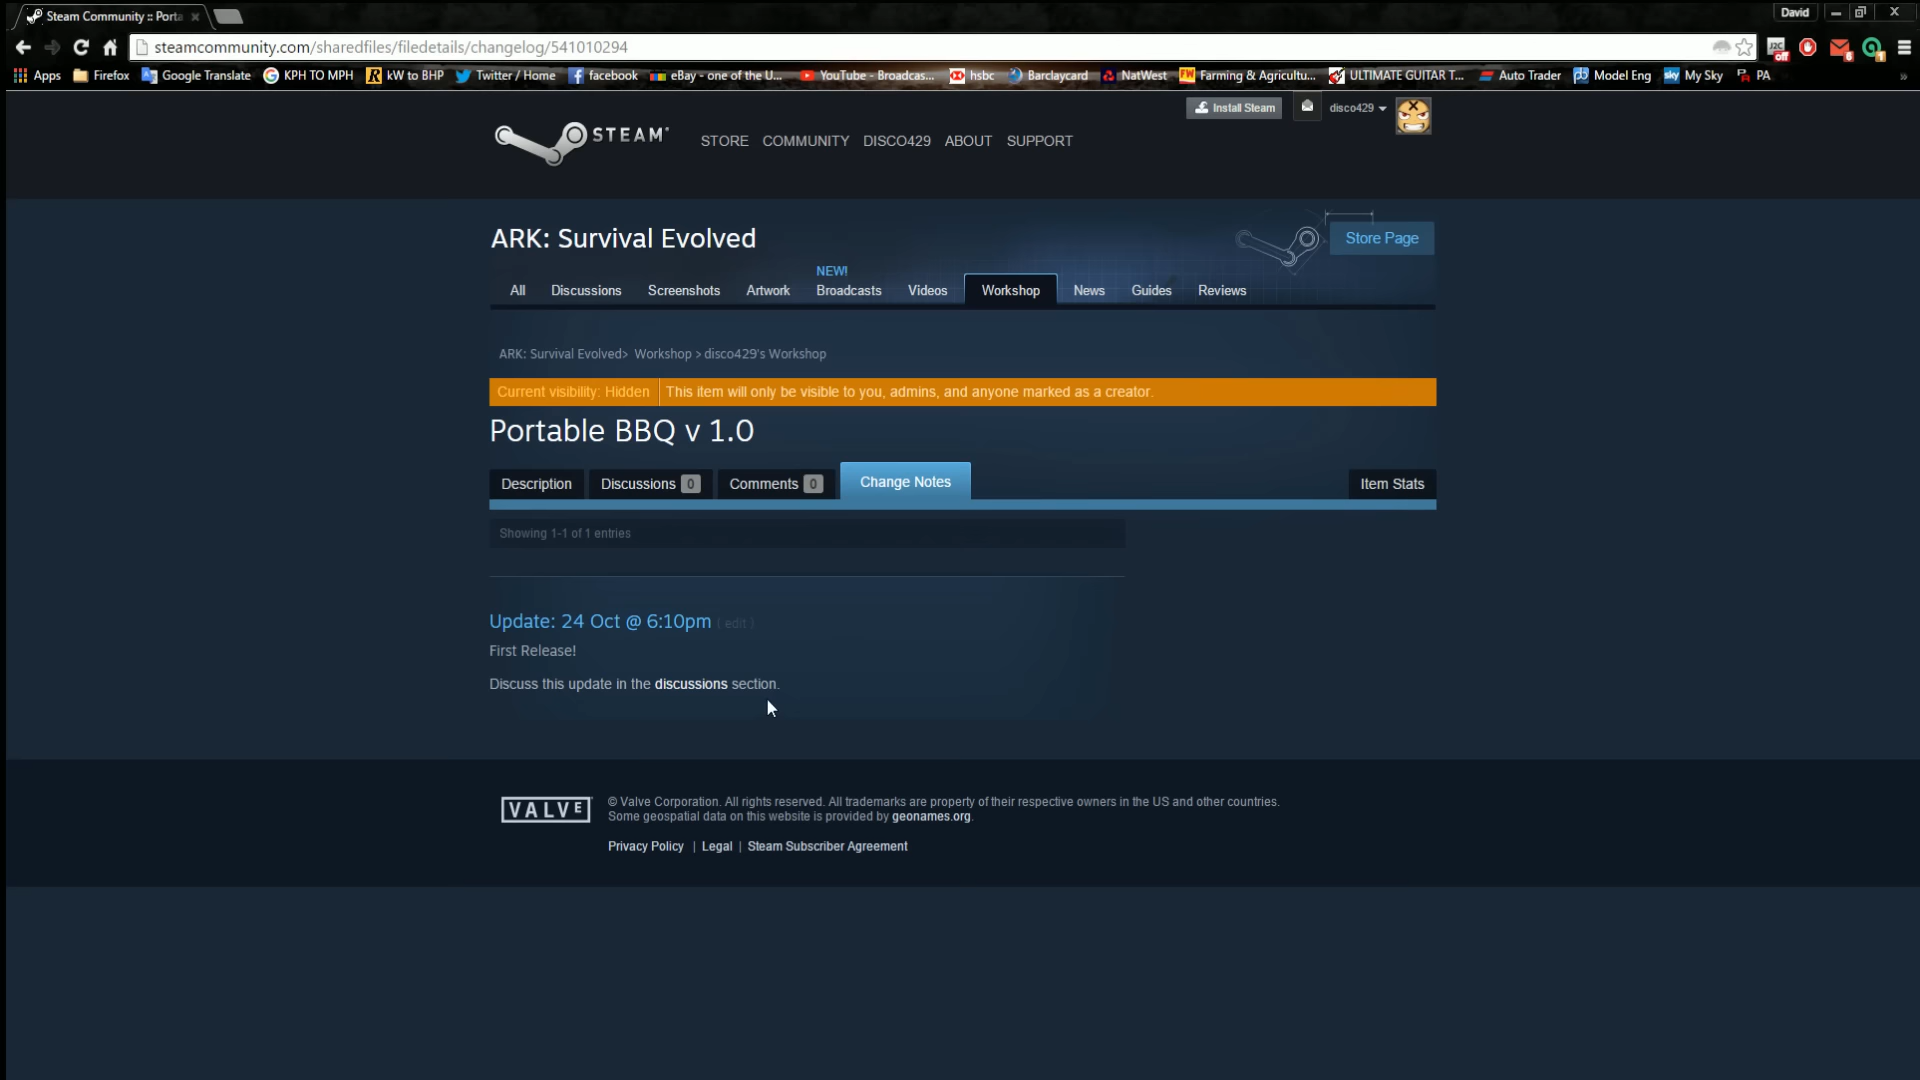 Steam Community :: Porta
David
steamcommunity.com/sharedfiles/filedetails/changelog/541010294
Apps Firefox Google Translate KPH TO MPH kW to BHP Twitter / Home facebook eBay - one of the U... YouTube - Broadcas... hsbc Barclaycard NatWest Farming & Agricultu... ULTIMATE GUITAR T... Auto Trader Model Eng My Sky PA »
Install Steam disco429
STEAM
STORE COMMUNITY DISCO429 ABOUT SUPPORT
ARK: Survival Evolved
Store Page
NEW!
All Discussions Screenshots Artwork Broadcasts Videos Workshop News Guides Reviews
ARK: Survival Evolved> Workshop > disco429's Workshop
Current visibility: Hidden This item will only be visible to you, admins, and anyone marked as a creator.
Portable BBQ v 1.0
Description Discussions 0 Comments 0 Change Notes Item Stats
Showing 1-1 of 1 entries
Update: 24 Oct @ 6:10pm ( edit )
First Release!
Discuss this update in the discussions section.
VALVE
© Valve Corporation. All rights reserved. All trademarks are property of their respective owners in the US and other countries.
Some geospatial data on this website is provided by geonames.org.
Privacy Policy | Legal | Steam Subscriber Agreement